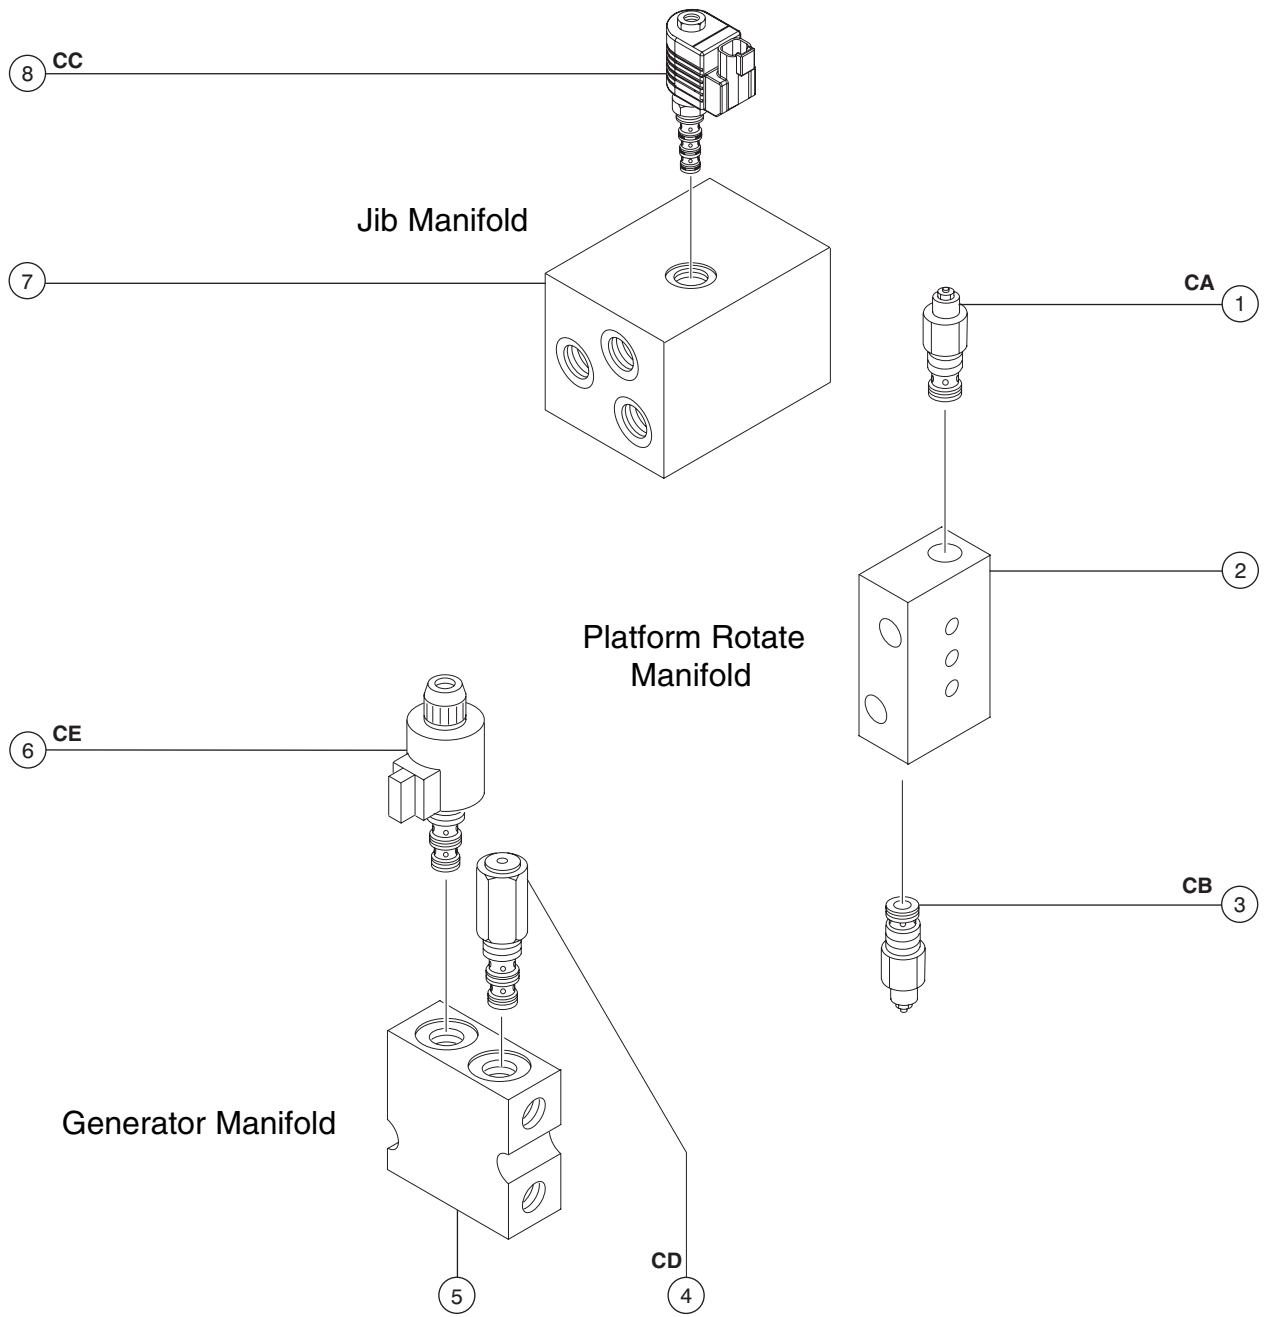 8 CC
Jib Manifold
7
CA 1
2
Platform Rotate
Manifold
6 CE
CB 3
Generator Manifold
CD
5
4